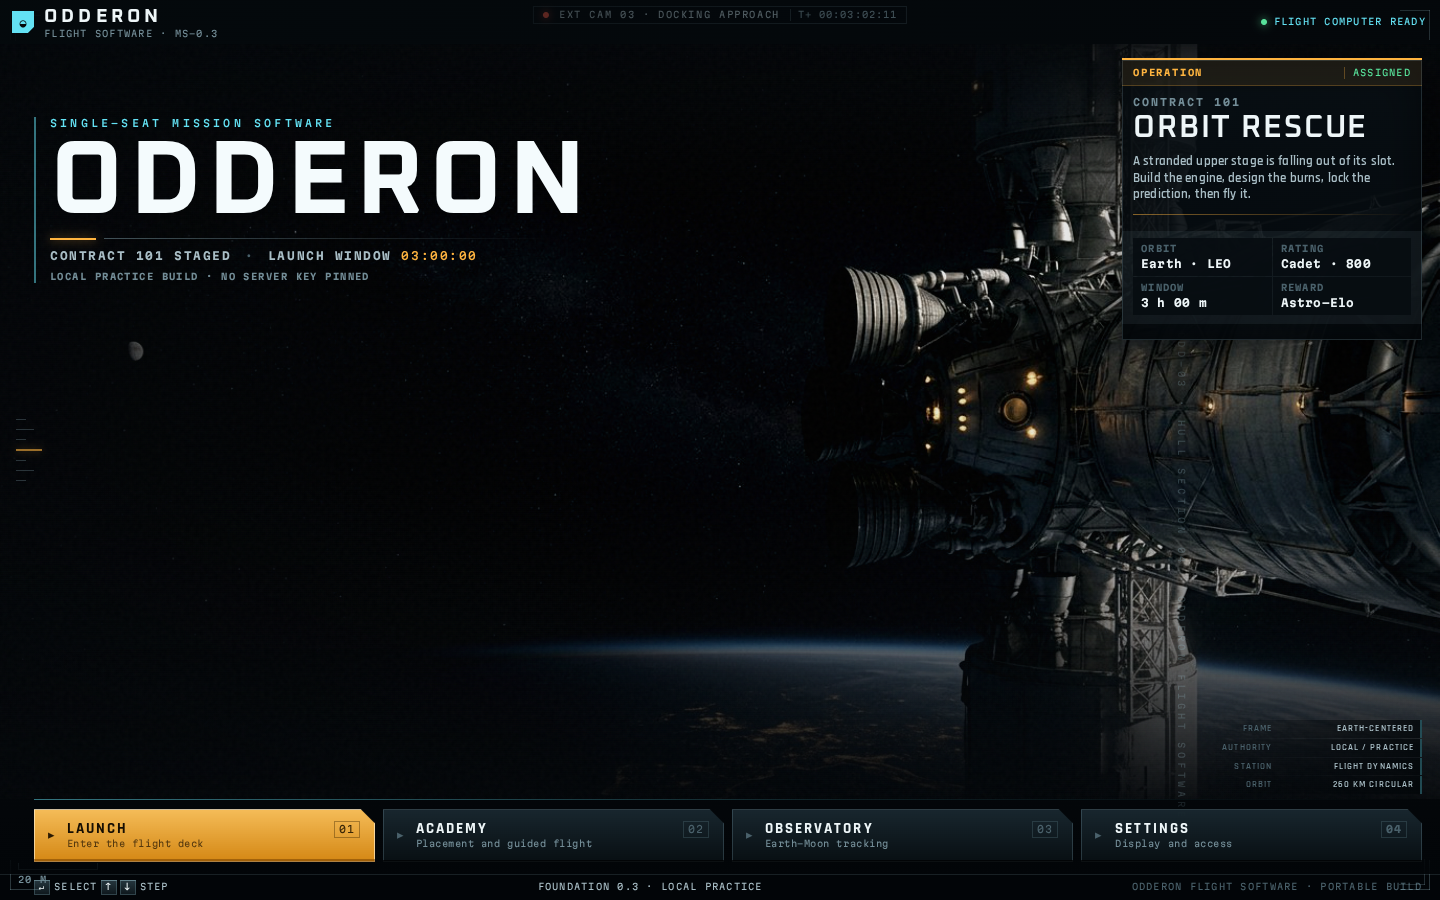 ODDERON
FLIGHT SOFTWARE · MS-0.3
EXT CAM 03 · DOCKING APPROACH T+ 00:03:02:11
FLIGHT COMPUTER READY
SINGLE-SEAT MISSION SOFTWARE
ODDERON
CONTRACT 101 STAGED · LAUNCH WINDOW 03:00:00
LOCAL PRACTICE BUILD · NO SERVER KEY PINNED
OPERATION ASSIGNED
CONTRACT 101
ORBIT RESCUE
A stranded upper stage is falling out of its slot.
Build the engine, design the burns, lock the
prediction, then fly it.
ORBIT RATING
Earth · LEO Cadet · 800
WINDOW REWARD
3 h 00 m Astro-Elo
HULL
FLIGHT SOFTWAR
FRAME EARTH-CENTERED
AUTHORITY LOCAL / PRACTICE
STATION FLIGHT DYNAMICS
ORBIT 260 KM CIRCULAR
▶ LAUNCH 01
Enter the flight deck
▶ ACADEMY 02
Placement and guided flight
▶ OBSERVATORY 03
Earth-Moon tracking
▶ SETTINGS 04
Display and access
20 M
↵ SELECT ↑ ↓ STEP
FOUNDATION 0.3 · LOCAL PRACTICE
ODDERON FLIGHT SOFTWARE · PORTABLE BUILD